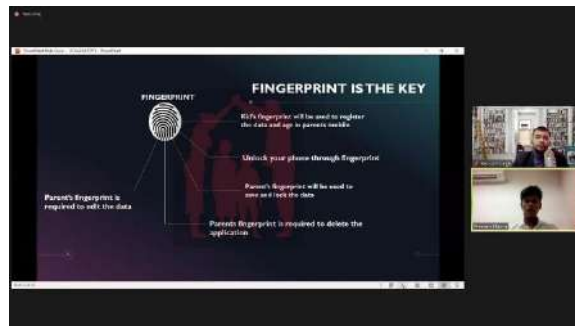 FINGERPRINT IS THE KEY
FINGERPRINT
Kid's fingerprint will be used to register
the data and age in parents mobile
Unlock your phone through fingerprint
Parent's fingerprint will be used to
save and lock the data
Parent's fingerprint is
required to edit the data
Parents fingerprint is required to delete the
application